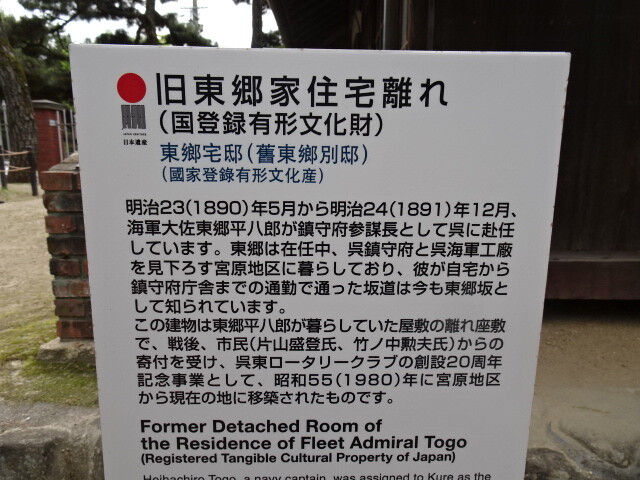 旧東郷家住宅離れ
(国登録有形文化財)
東鄉宅邸(舊東鄉別邸)
(國家登錄有形文化産)
日本遺産
明治23(1890)年5月から明治24(1891)年12月、
海軍大佐東郷平八郎が鎮守府参謀長として呉に赴任
しています。東郷は在任中、呉鎮守府と呉海軍工廠
を見下ろす宮原地区に暮らしており、彼が自宅から
鎮守府庁舎までの通勤で通った坂道は今も東郷坂と
して知られています。
この建物は東郷平八郎が暮らしていた屋敷の離れ座敷
で、戦後、市民(片山盛登氏、竹ノ中勲夫氏)からの
寄付を受け、呉東ロータリークラブの創設20周年
記念事業として、昭和55(1980)年に宮原地区
から現在の地に移築されたものです。
Former Detached Room of
the Residence of Fleet Admiral Togo
(Registered Tangible Cultural Property of Japan)
Heihachiro Togo, a navy captain, was assigned to Kure as the